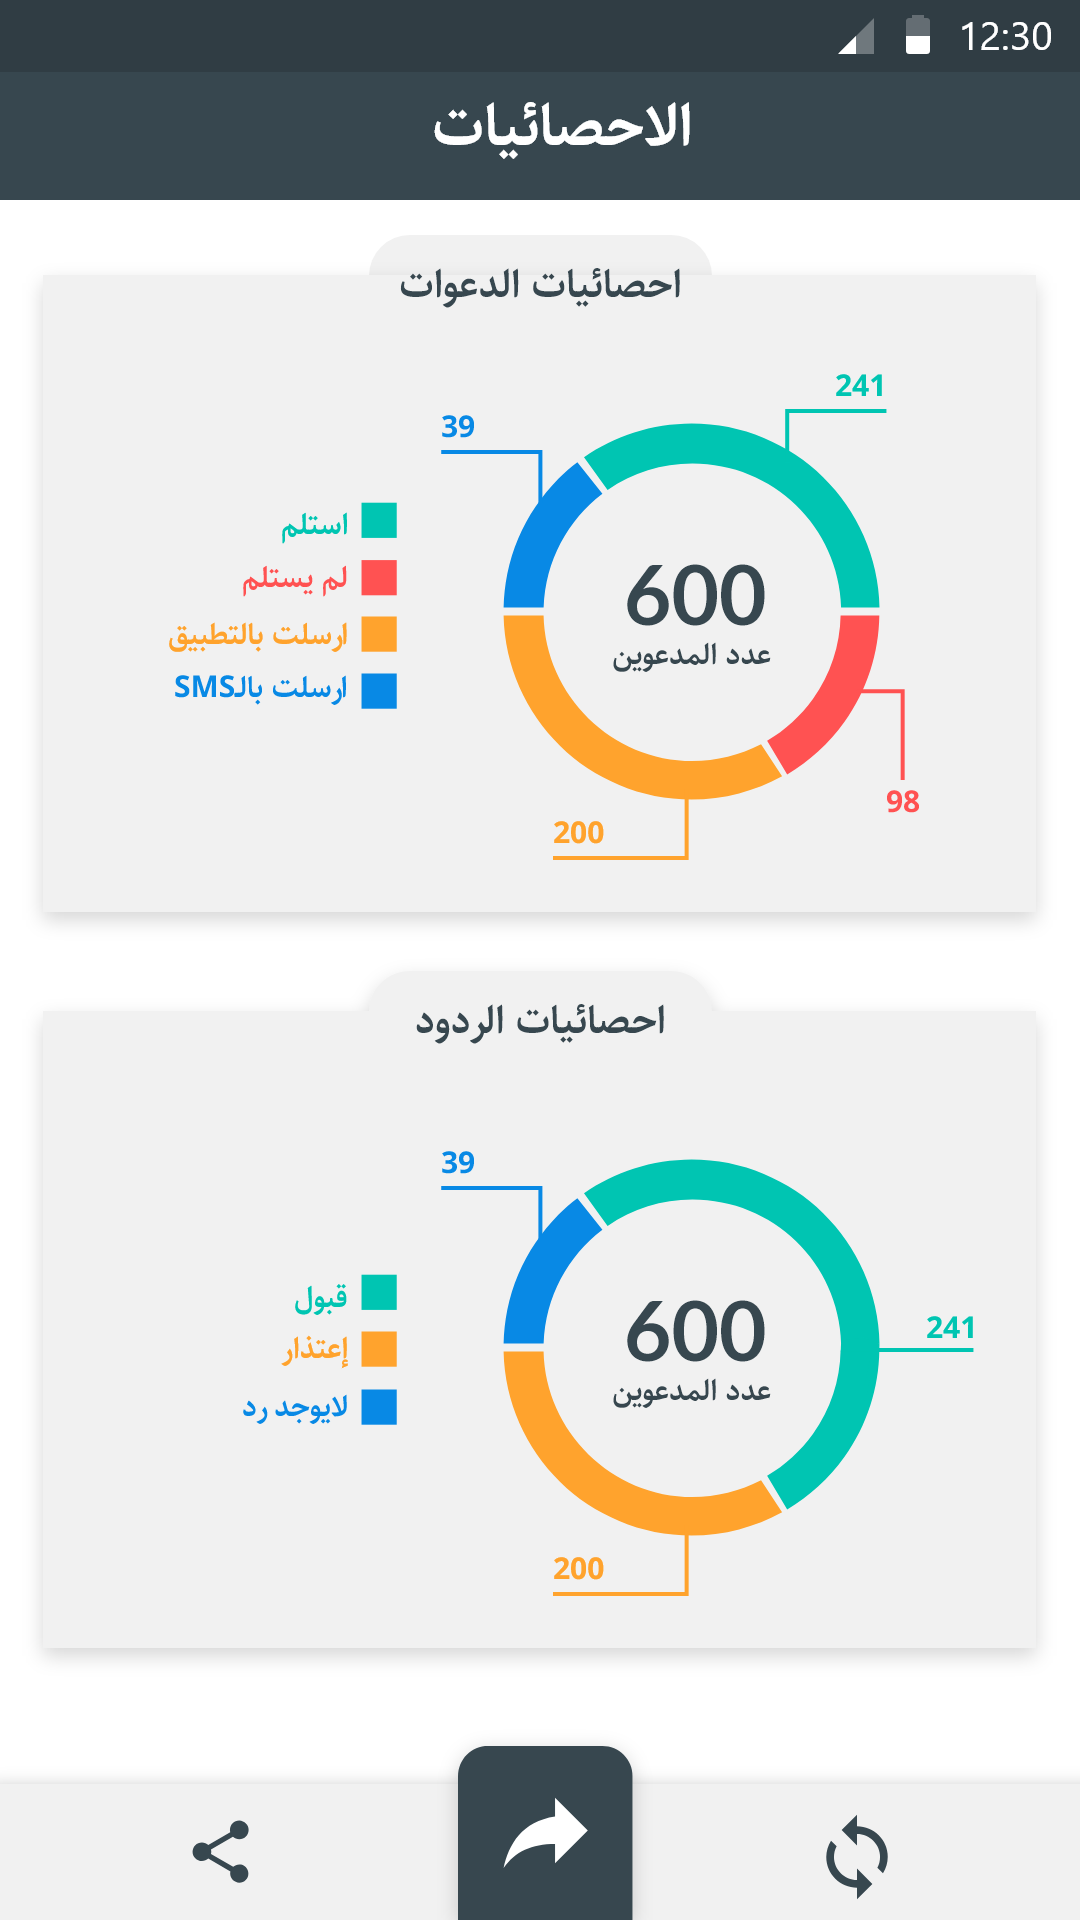 12:30
الاحصائيات
احصائيات الدعوات
241
39
استلم
لم يستلم
ارسلت بالتطبيق
ارسلت بالـSMS
600
عدد المدعوين
98
200
احصائيات الردود
39
241
قبول
إعتذار
لايوجد رد
600
عدد المدعوين
200